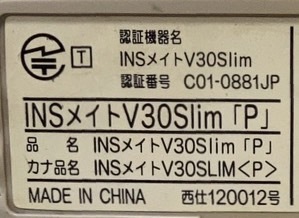 認証機器名
T INSメイトV30Slim
認証番号 C01-0881JP
INSメイトV30Slim「P」
品名 INSメイトV30Slim「P」
カナ品名 INSメイトV30SLIM<P>
MADE IN CHINA 西仕120012号